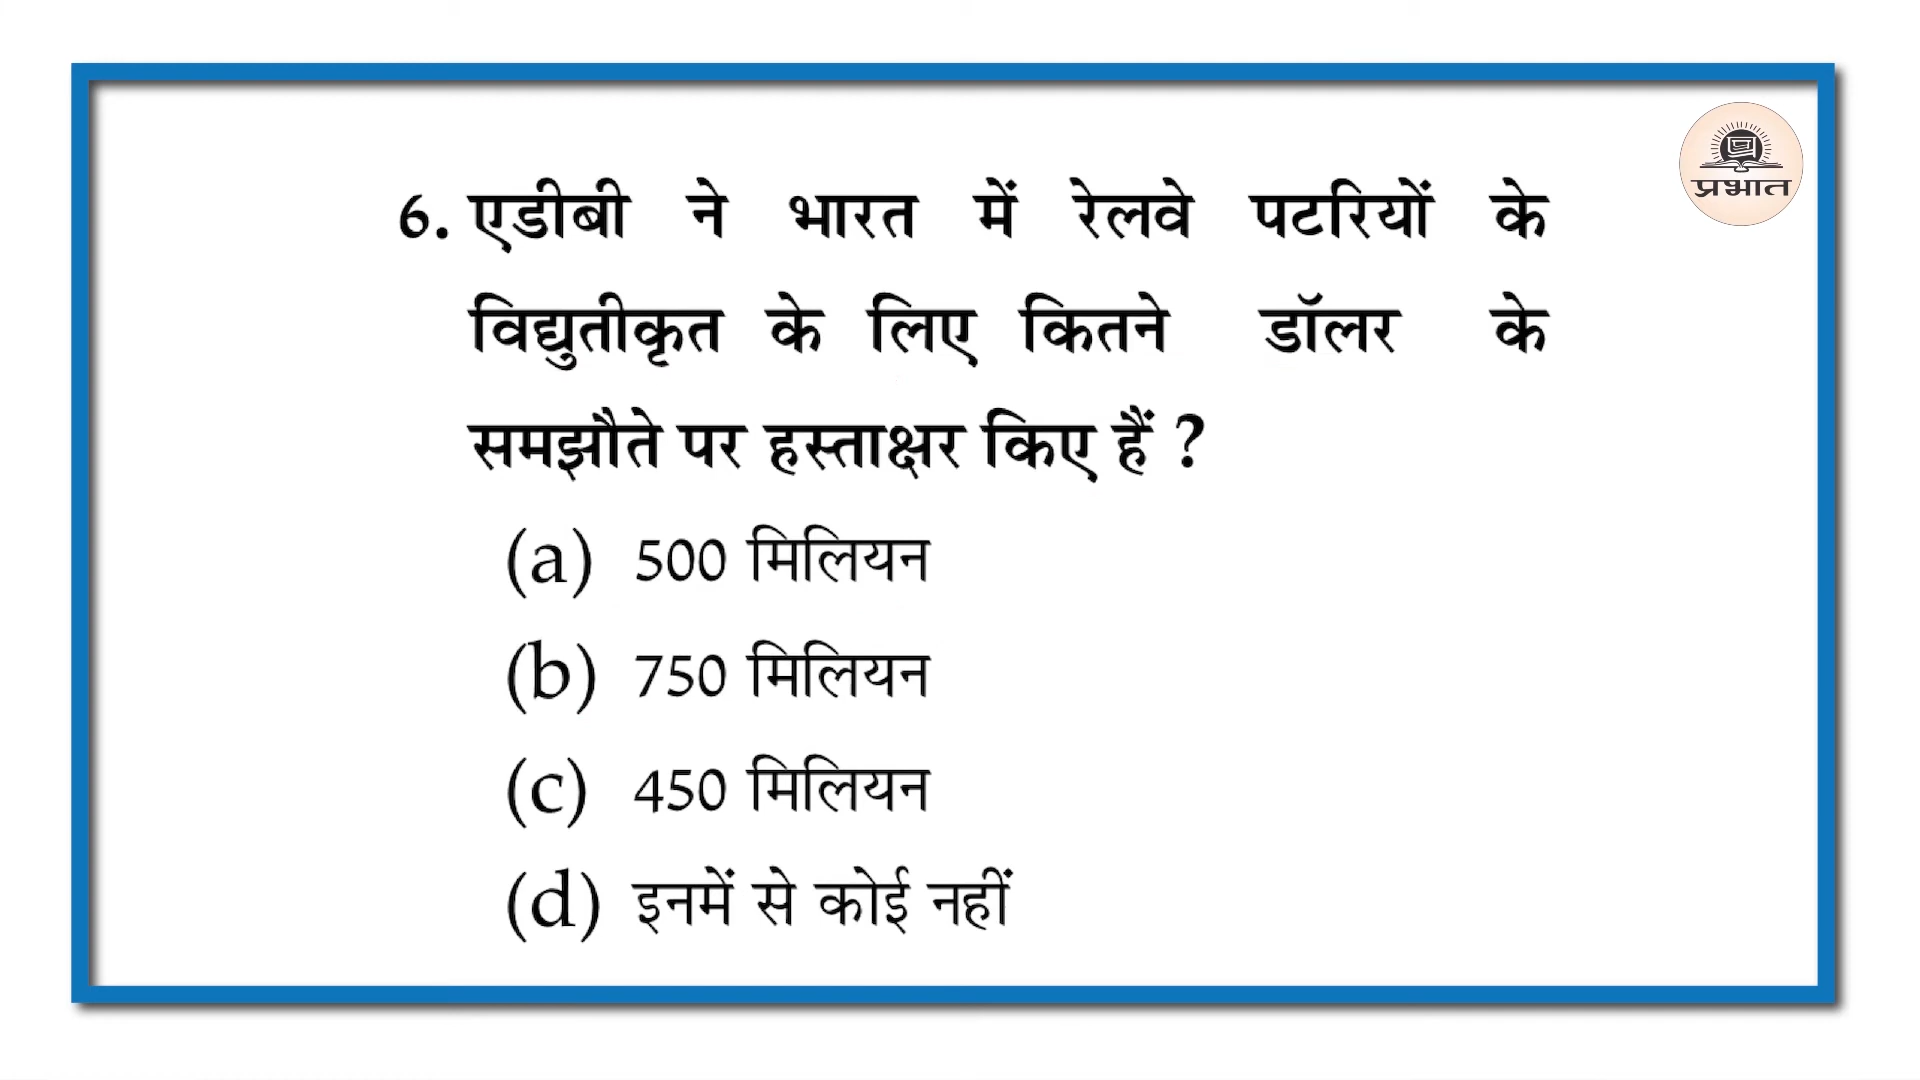 प्रभात
6. एडीबी ने भारत में रेलवे पटरियों के
विद्युतीकृत के लिए कितने डॉलर के
समझौते पर हस्ताक्षर किए हैं ?
(a) 500 मिलियन
(b) 750 मिलियन
(c) 450 मिलियन
(d) इनमें से कोई नहीं